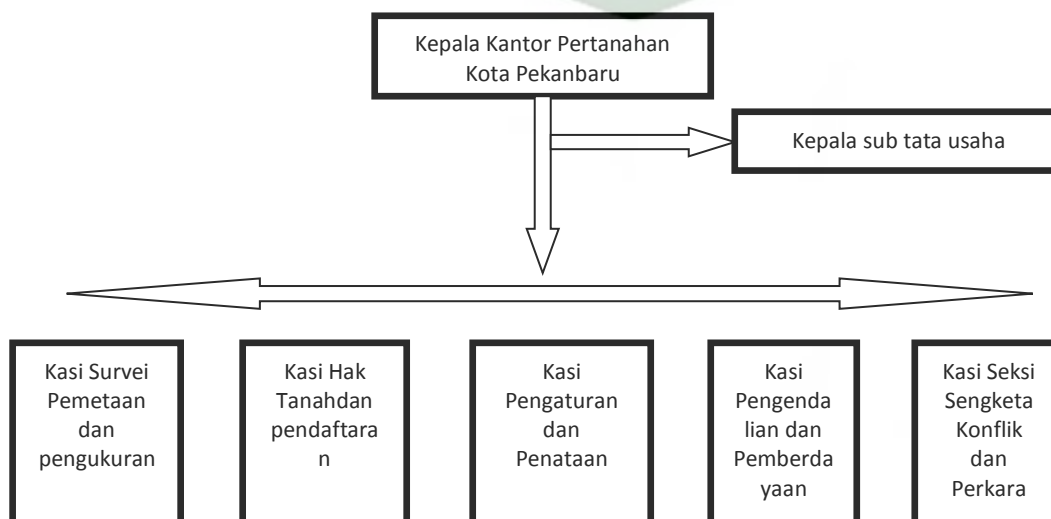 Kepala Kantor Pertanahan
Kota Pekanbaru
Kepala sub tata usaha
Kasi Survei
Pemetaan
dan
pengukuran
Kasi Hak
Tanahdan
pendaftara
n
Kasi
Pengaturan
dan
Penataan
Kasi
Pengenda
lian dan
Pemberda
yaan
Kasi Seksi
Sengketa
Konflik
dan
Perkara